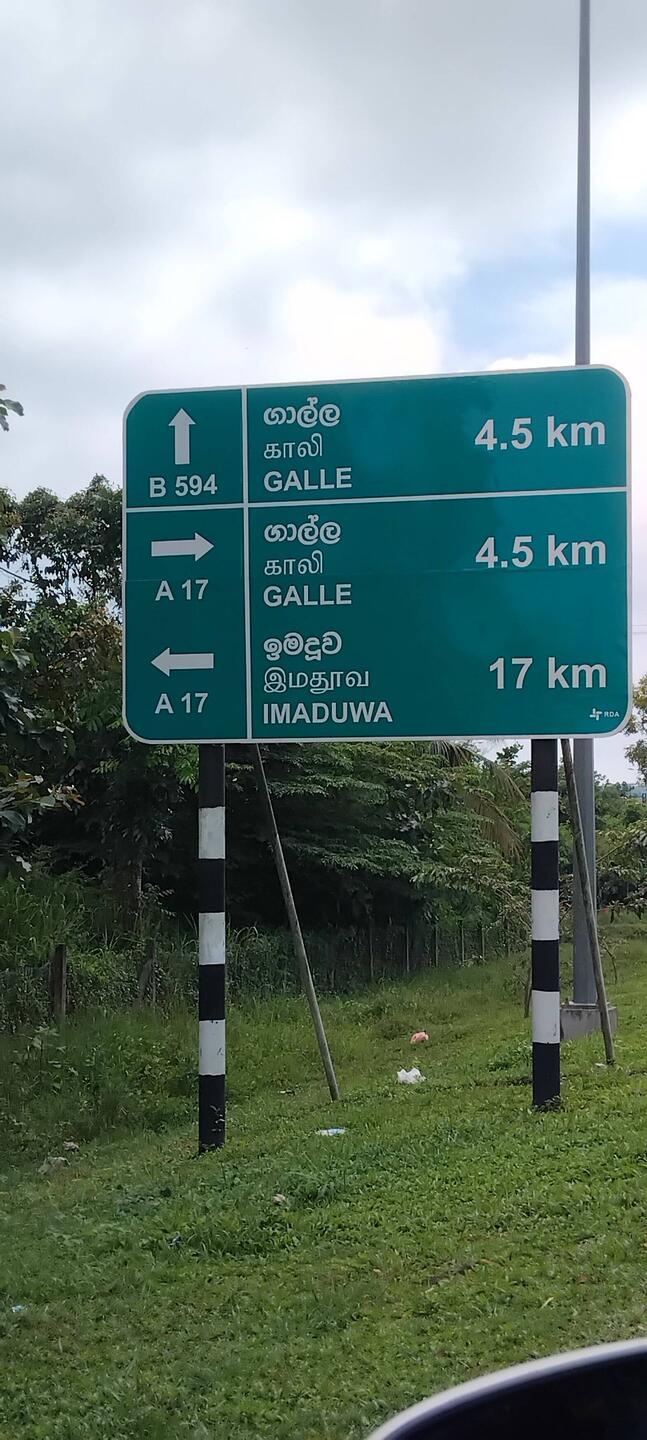 ගාල්ල
காலி
GALLE
4.5 km
B 594
ගාල්ල
காலி
GALLE
4.5 km
A 17
ඉමදූව
இமதூவ
IMADUWA
17 km
A 17
RDA